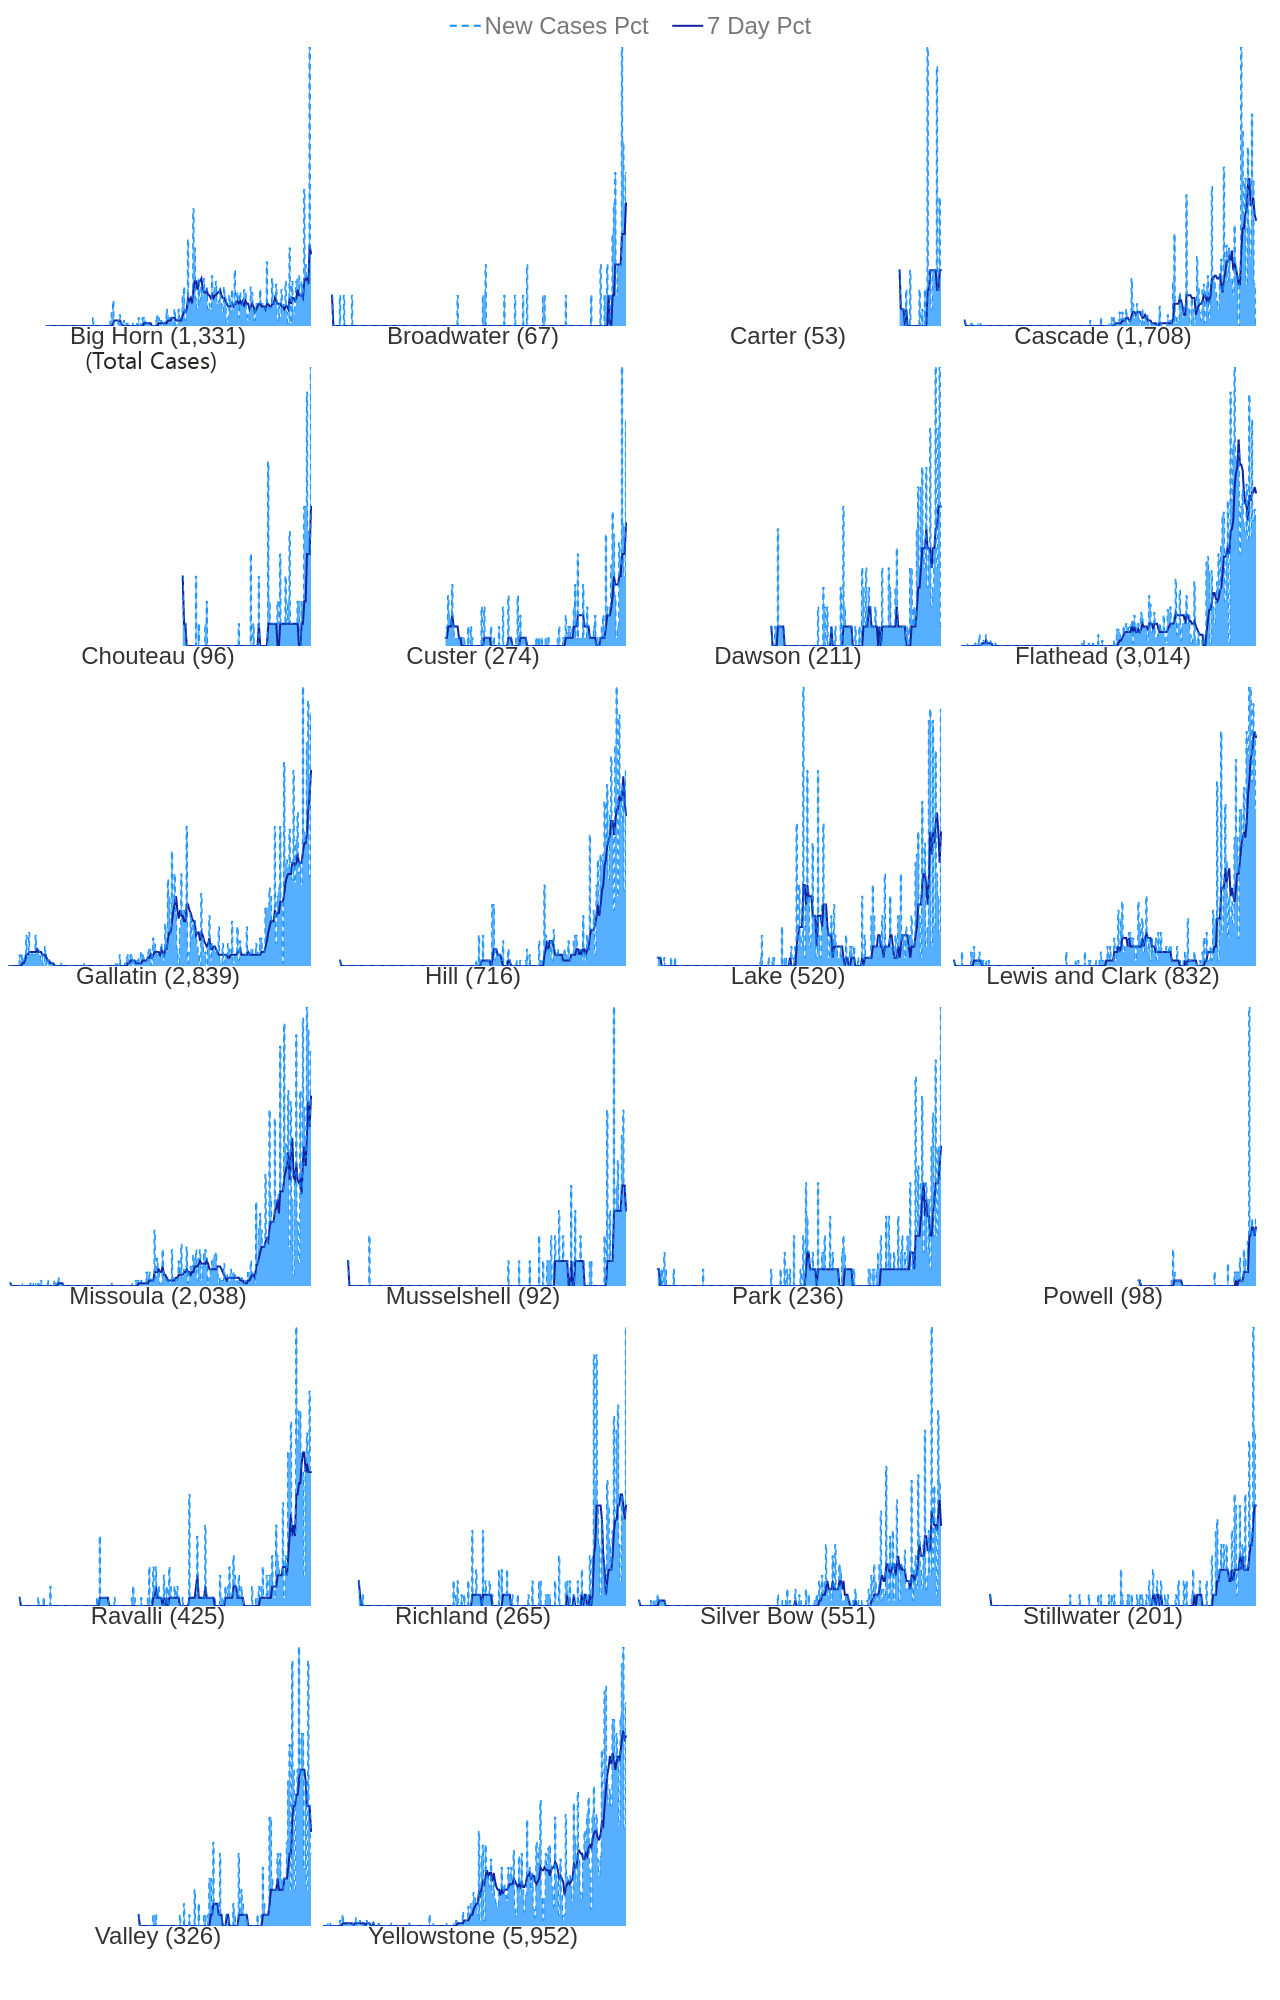 New Cases Pct 7 Day Pct
Big Horn (1,331) Broadwater (67) Carter (53) Cascade (1,708)
(Total Cases)
Chouteau (96) Custer (274) Dawson (211) Flathead (3,014)
Gallatin (2,839) Hill (716) Lake (520) Lewis and Clark (832)
Missoula (2,038) Musselshell (92) Park (236) Powell (98)
Ravalli (425) Richland (265) Silver Bow (551) Stillwater (201)
Valley (326) Yellowstone (5,952)